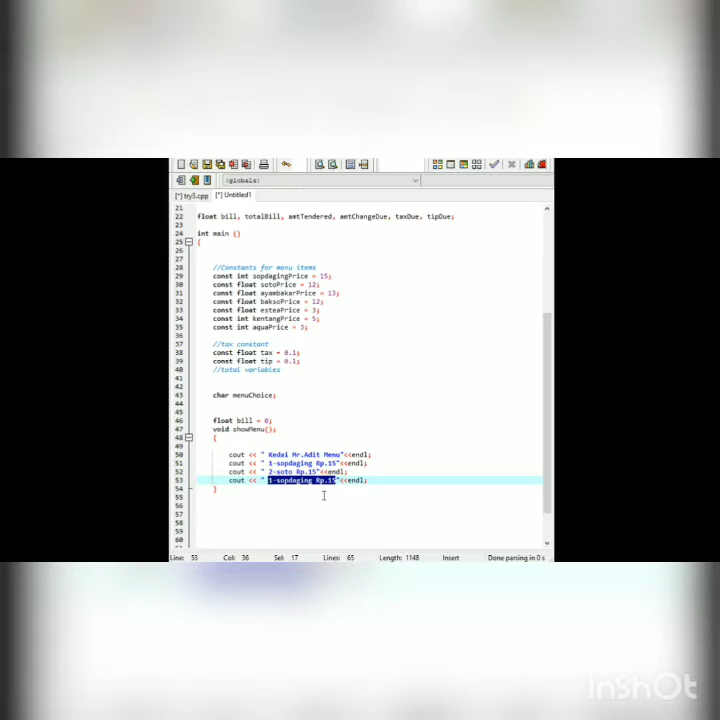 (globals)
[*] try3.cpp [*] Untitled1
21
22 float bill, totalBill, amtTendered, amtChangeDue, taxDue, tipDue;
23
24 int main ()
25 {
26
27
28 //Constants for menu items
29 const int sopdagingPrice = 15;
30 const float sotoPrice = 12;
31 const float ayambakarPrice = 13;
32 const float baksoPrice = 12;
33 const float esteaPrice = 3;
34 const int kentangPrice = 5;
35 const int aquaPrice = 3;
36
37 //tax constant
38 const float tax = 0.1;
39 const float tip = 0.1;
40 //total variables
41
42
43 char menuChoice;
44
45
46 float bill = 0;
47 void showMenu();
48 {
49
50 cout << " Kedai Mr.Adit Menu"<<endl;
51 cout << " 1-sopdaging Rp.15"<<endl;
52 cout << " 2-soto Rp.15"<<endl;
53 cout << " 1-sopdaging Rp.15"<<endl;
54 }
55
56
57
58
59
60
Line: 53 Col: 36 Sel: 17 Lines: 65 Length: 1148 Insert Done parsing in 0 s
InShOt